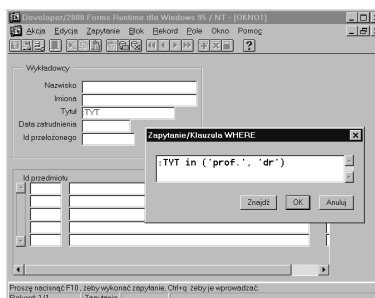 Developer/2000 Forms Runtime dla Windows 95 / NT - [OKNO1]
Akcja Edycja Zapytanie Blok Rekord Pole Okno Pomoc
Wykładowcy
Nazwisko
Imiona
Tytuł :TYT
Data zatrudnienia
Id przełożonego
Zapytanie/Klauzula WHERE
:TYT in ('prof.', 'dr')
Znajdź OK Anuluj
Id przedmiotu
Proszę nacisnąć F10, żeby wykonać zapytanie, Ctrl+q żeby je wprowadzić.
Rekord: 1/1 Zapytanie